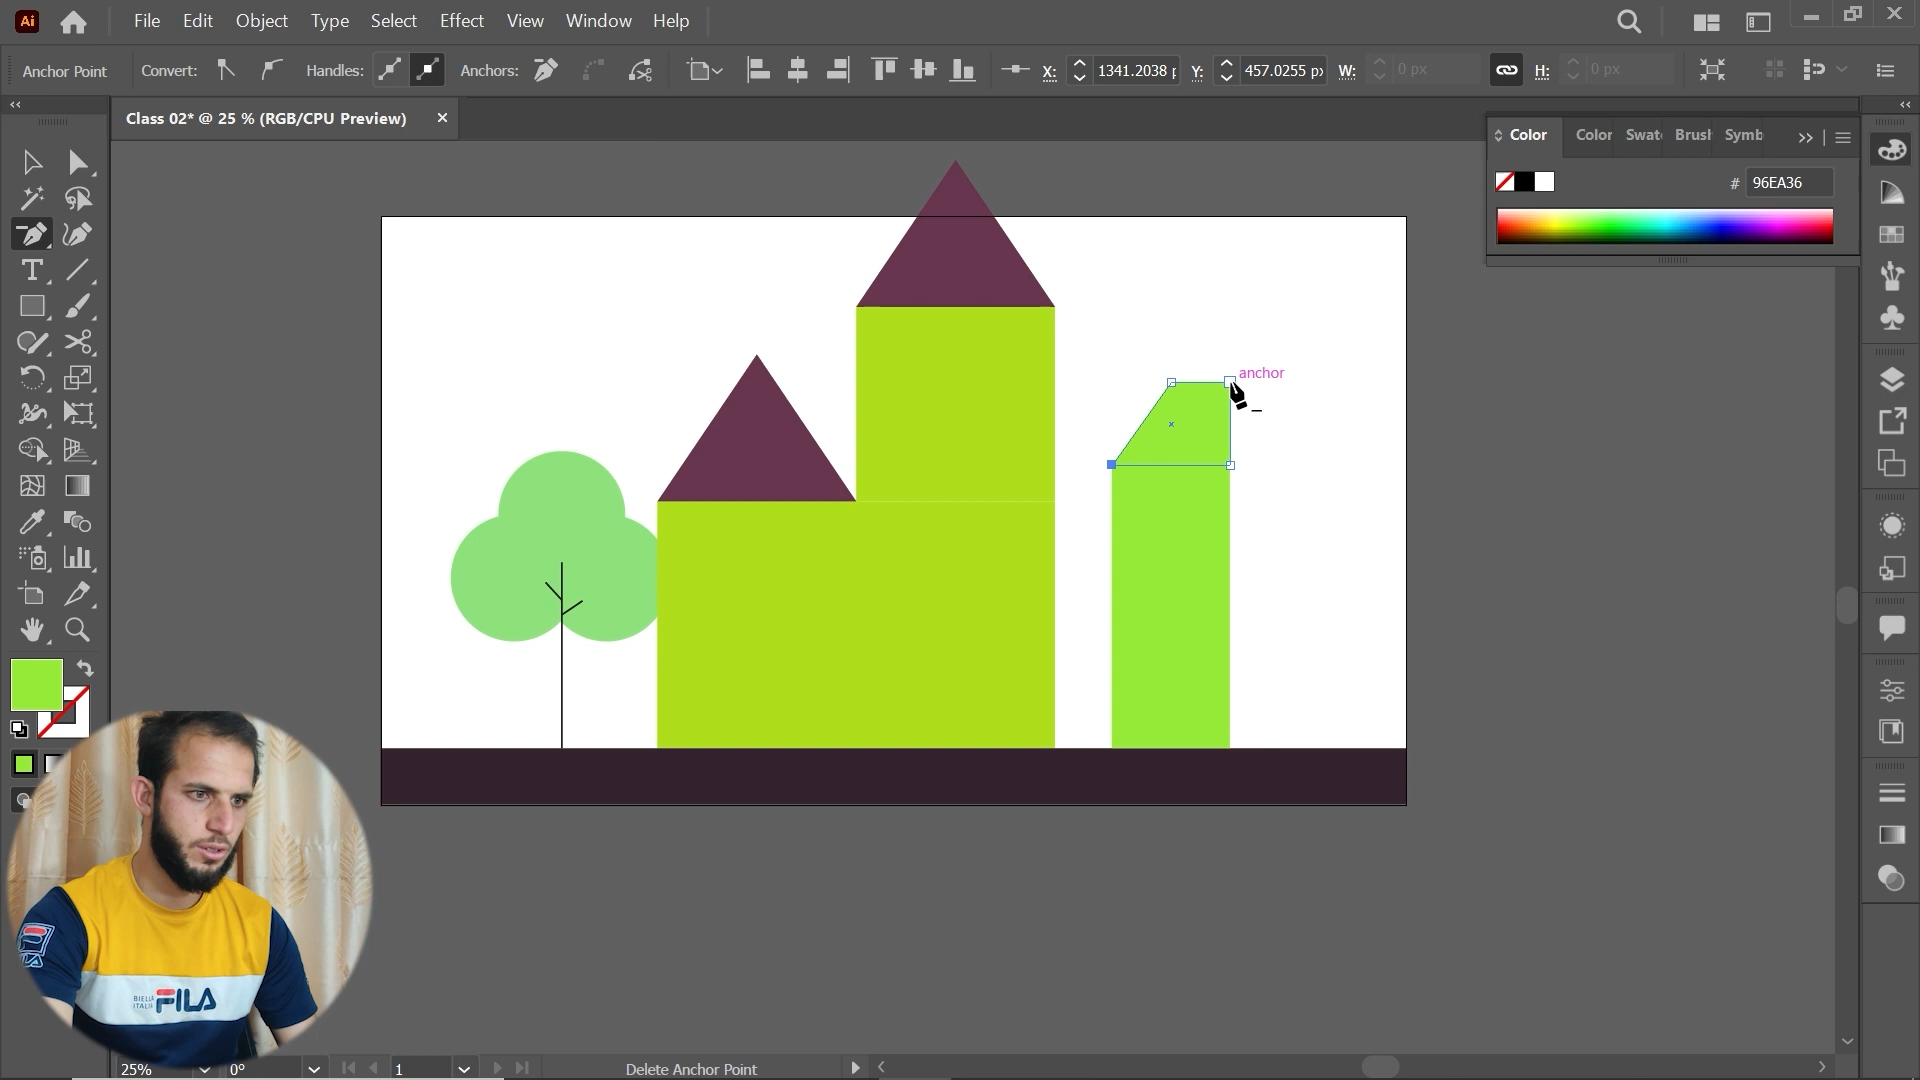 Ai File Edit Object Type Select Effect View Window Help
Anchor Point Convert: Handles: Anchors: X: 1341.2038 p Y: 457.0255 px W: 0 px H: 0 px
Class 02* @ 25 % (RGB/CPU Preview)
Color Color Swat Brush Symb
# 96EA36
anchor
BIELLA
ITALIA
FILA
25% 0° 1 Delete Anchor Point